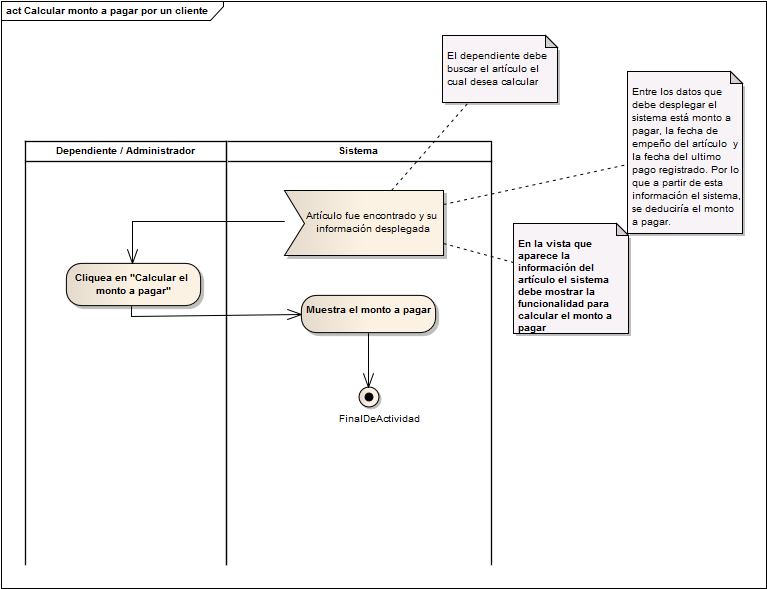 act Calcular monto a pagar por un cliente
El dependiente debe
buscar el artículo el
cual desea calcular
Entre los datos que
debe desplegar el
sistema está monto a
pagar, la fecha de
empeño del artículo y
la fecha del ultimo
pago registrado. Por lo
que a partir de esta
información el sistema,
se deduciría el monto
a pagar.
Dependiente / Administrador
Sistema
Artículo fue encontrado y su
información desplegada
En la vista que
aparece la
información del
artículo el sistema
debe mostrar la
funcionalidad para
calcular el monto a
pagar
Cliquea en "Calcular el
monto a pagar"
Muestra el monto a pagar
FinalDeActividad